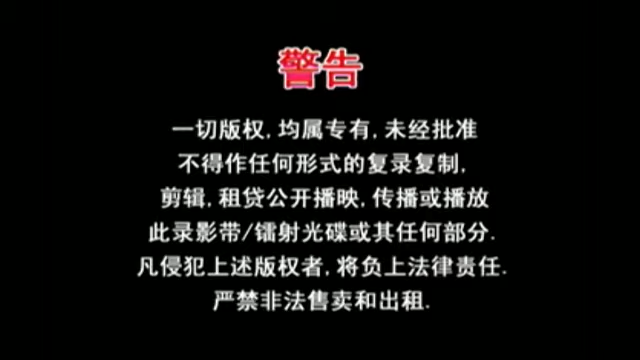 警告
一切版权,均属专有,未经批准
不得作任何形式的复录复制,
剪辑,租贷公开播映,传播或播放
此录影带/镭射光碟或其任何部分.
凡侵犯上述版权者,将负上法律责任.
严禁非法售卖和出租.